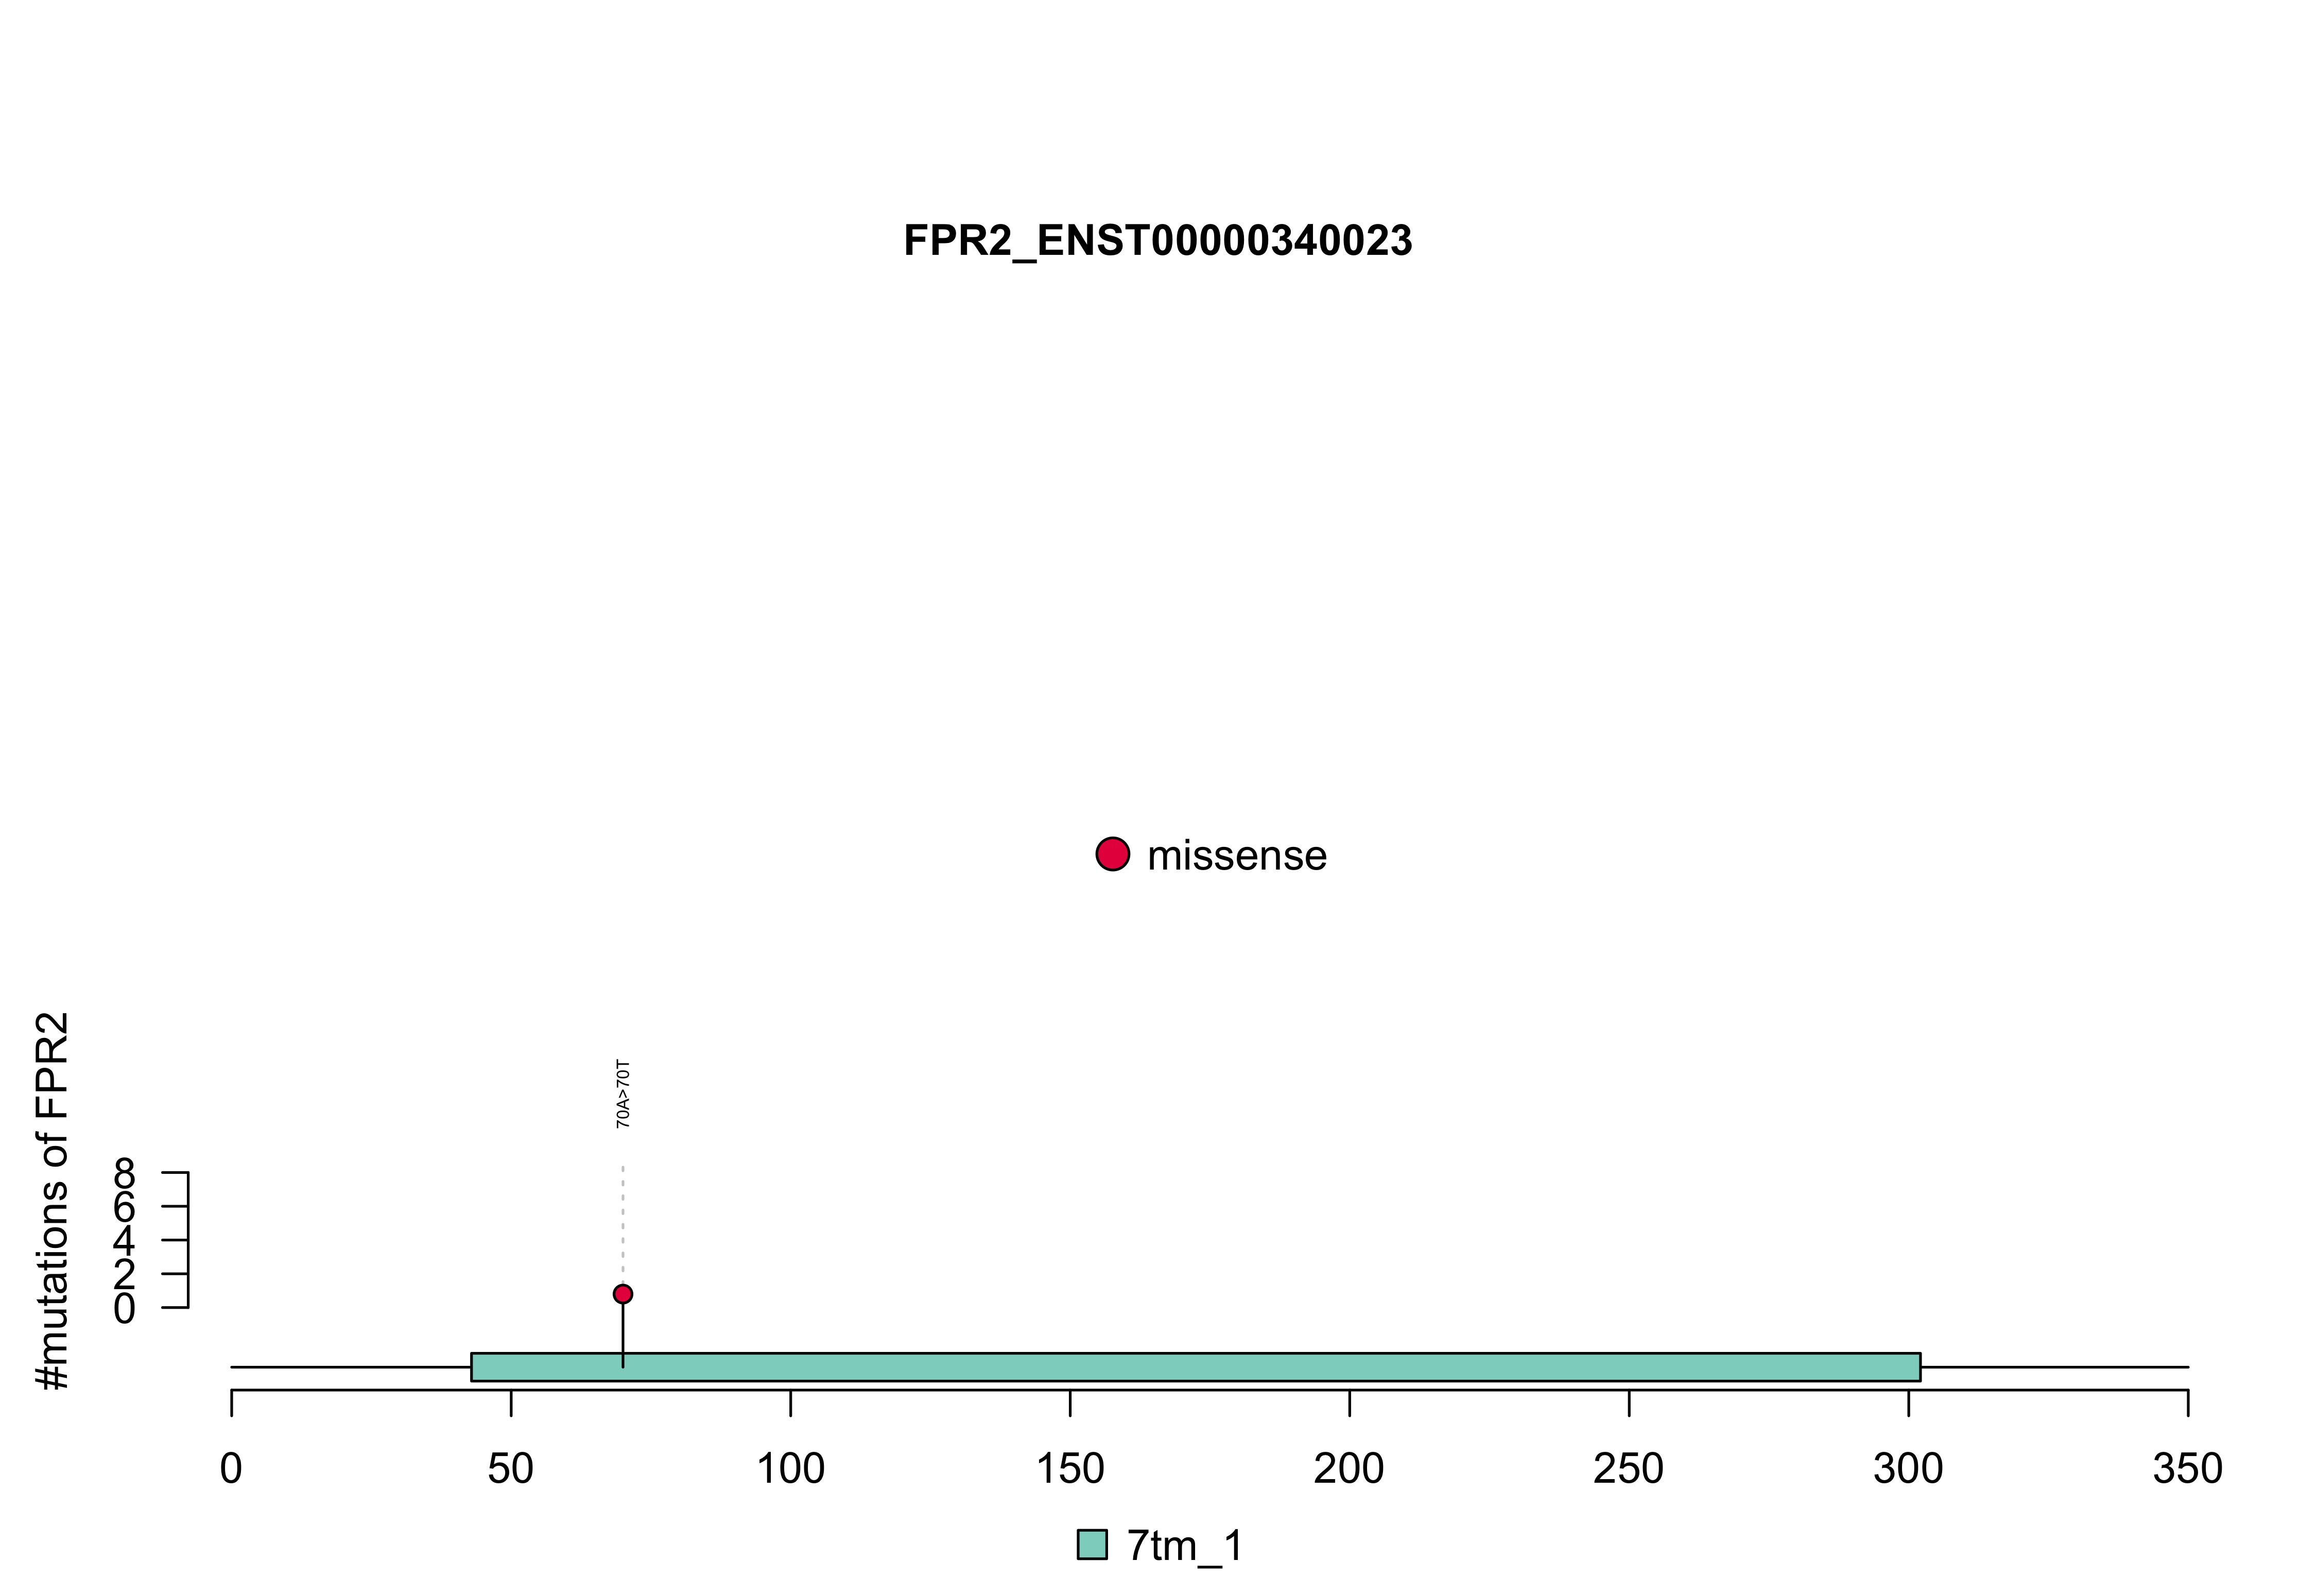 FPR2_ENST00000340023
missense
#mutations of FPR2
70A>70T
8
6
4
2
0
0 50 100 150 200 250 300 350
7tm_1